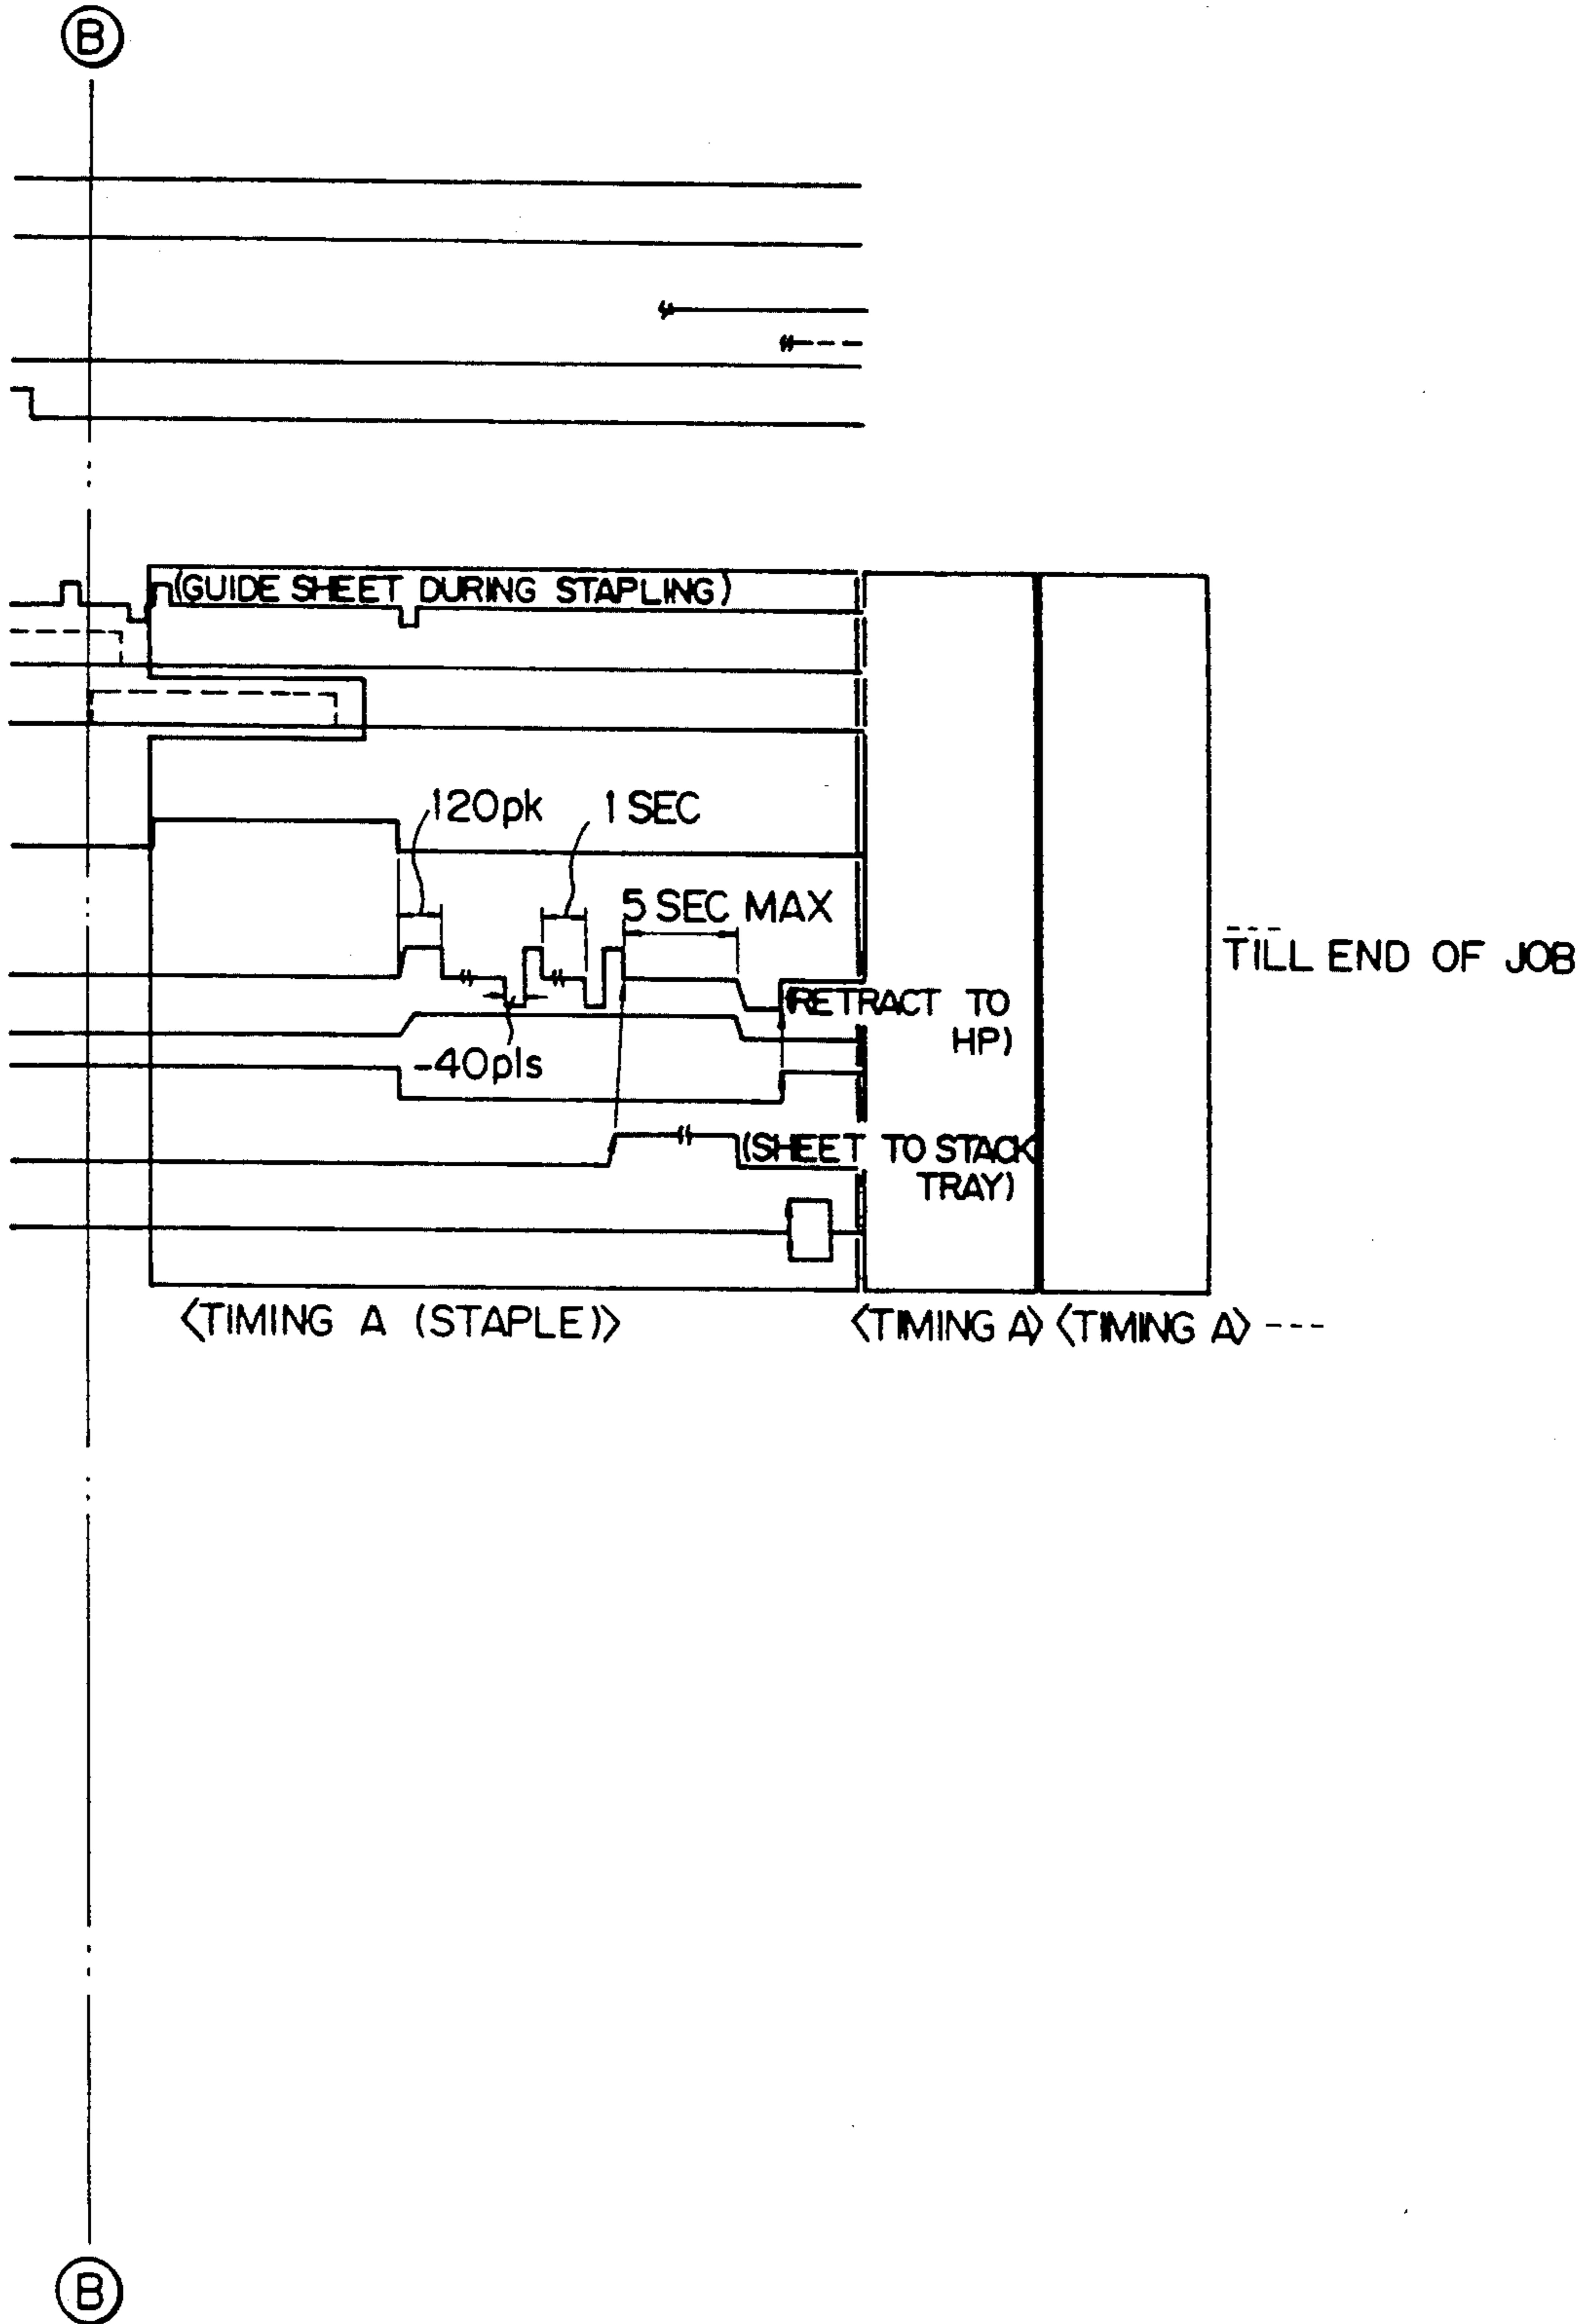 B
(GUIDE SHEET DURING STAPLING)
120pk
1 SEC
5 SEC MAX
TILL END OF JOB
(RETRACT TO
HP)
-40pls
(SHEET TO STACK
TRAY)
<TIMING A (STAPLE)>
<TIMING A>
<TIMING A> ---
B